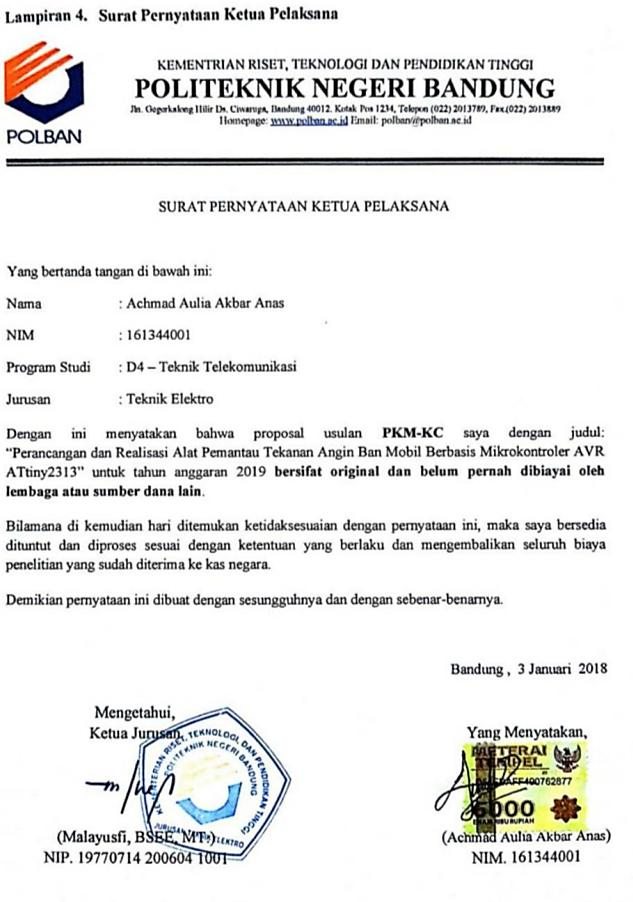 Lampiran 4. Surat Pernyataan Ketua Pelaksana
KEMENTRIAN RISET, TEKNOLOGI DAN PENDIDIKAN TINGGI
POLITEKNIK NEGERI BANDUNG
Jln. Gegerkalong Hilir Ds. Ciwaruga, Bandung 40012. Kotak Pos 1234, Telepon (022) 2013789, Fax.(022) 2013889
Homepage: www.polban.ac.id Email: polban@polban.ac.id
POLBAN
SURAT PERNYATAAN KETUA PELAKSANA
Yang bertanda tangan di bawah ini:
Nama : Achmad Aulia Akbar Anas
NIM : 161344001
Program Studi : D4 – Teknik Telekomunikasi
Jurusan : Teknik Elektro
Dengan ini menyatakan bahwa proposal usulan PKM-KC saya dengan judul:
"Perancangan dan Realisasi Alat Pemantau Tekanan Angin Ban Mobil Berbasis Mikrokontroler AVR
ATtiny2313" untuk tahun anggaran 2019 bersifat original dan belum pernah dibiayai oleh
lembaga atau sumber dana lain.
Bilamana di kemudian hari ditemukan ketidaksesuaian dengan pernyataan ini, maka saya bersedia
dituntut dan diproses sesuai dengan ketentuan yang berlaku dan mengembalikan seluruh biaya
penelitian yang sudah diterima ke kas negara.
Demikian pernyataan ini dibuat dengan sesungguhnya dan dengan sebenar-benarnya.
Bandung , 3 Januari 2018
Mengetahui,
Ketua Jurusan,
KEMENTERIAN RISET, TEKNOLOGI, DAN PENDIDIKAN TINGGI
POLITEKNIK NEGERI BANDUNG
JURUSAN TEKNIK ELEKTRO
(Malayusfi, BSEE, MT.)
NIP. 19770714 200604 1001
Yang Menyatakan,
METERAI
TEMPEL
AFF400762877
6000
ENAM RIBU RUPIAH
(Achmad Aulia Akbar Anas)
NIM. 161344001